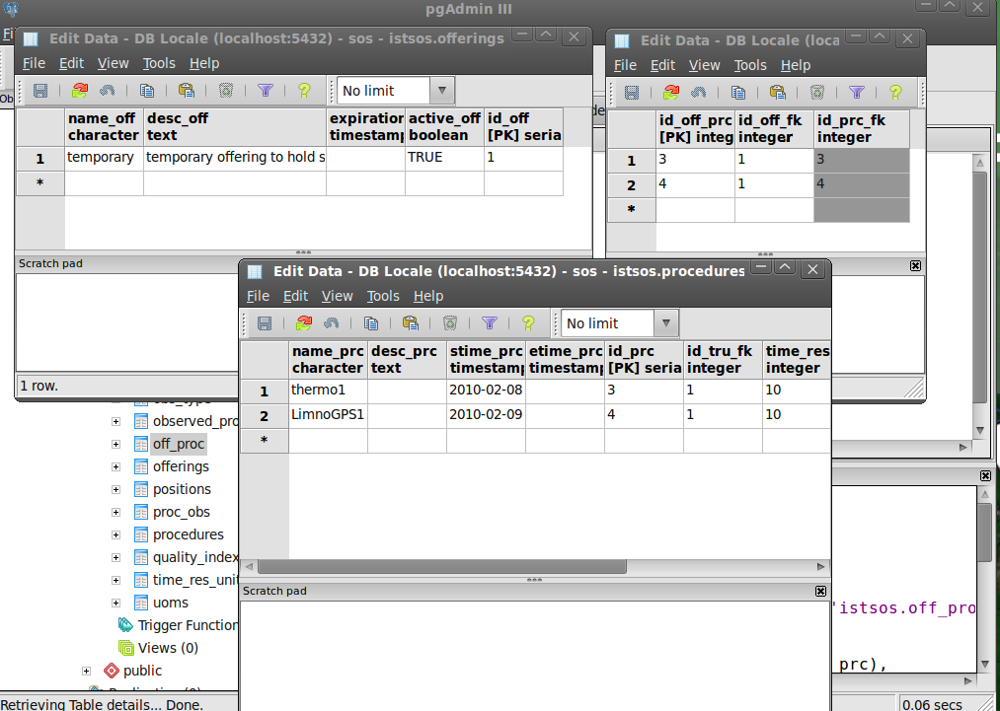 pgAdmin III
Fi
Ob
Edit Data - DB Locale (localhost:5432) - sos - istsos.offerings
File Edit View Tools Help
No limit
name_off desc_off expiration active_off id_off
character text timestamp boolean [PK] seria
1 temporary temporary offering to hold s TRUE 1
*
Scratch pad
1 row.
Edit Data - DB Locale (loca
File Edit View Tools Help
id_off_prc id_off_fk id_prc_fk
[PK] integ integer integer
1 3 1 3
2 4 1 4
*
de
Edit Data - DB Locale (localhost:5432) - sos - istsos.procedures
File Edit View Tools Help
No limit
name_prc desc_prc stime_prc etime_prc id_prc id_tru_fk time_res
character text timestamp timestamp [PK] seria integer integer
1 thermo1 2010-02-08 3 1 10
2 LimnoGPS1 2010-02-09 4 1 10
*
Scratch pad
observed_pro
off_proc
offerings
positions
proc_obs
procedures
quality_index
time_res_unit
uoms
Trigger Function
Views (0)
public
'istsos.off_pro
prc),
Retrieving Table details... Done.
0.06 secs